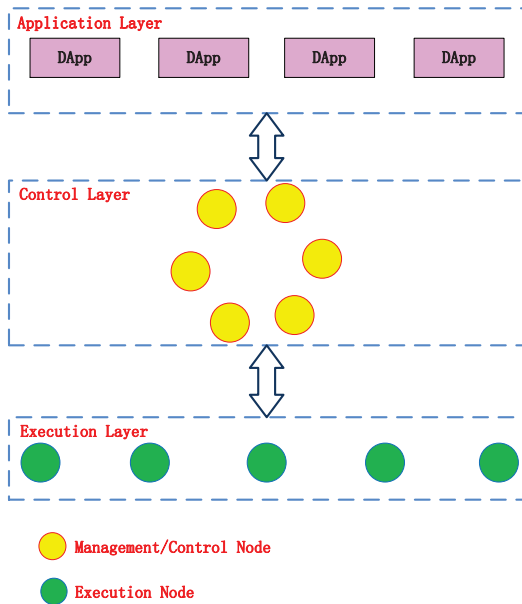 Application Layer
DApp DApp DApp DApp
Control Layer
Execution Layer
Management/Control Node
Execution Node